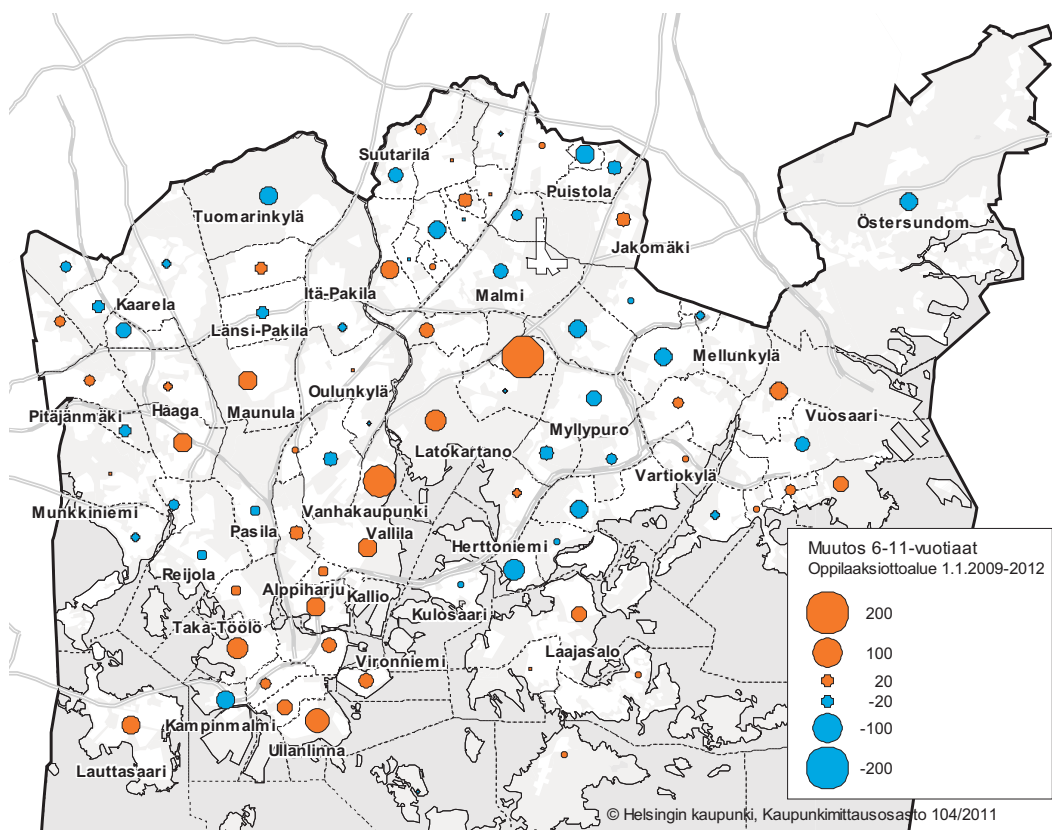 Suutarila
Puistola
Tuomarinkylä
Jakomäki
Östersundom
Kaarela
Itä-Pakila
Malmi
Länsi-Pakila
Mellunkylä
Oulunkylä
Pitäjänmäki
Haaga
Maunula
Vuosaari
Myllypuro
Latokartano
Vartiokylä
Munkkiniemi
Vanhakaupunki
Pasila
Vallila
Herttoniemi
Reijola
Alppiharju
Kallio
Kulosaari
Taka-Töölö
Vironniemi
Laajasalo
Kampinmalmi
Ullanlinna
Lauttasaari
Muutos 6-11-vuotiaat
Oppilaaksiottoalue 1.1.2009-2012
200
100
20
-20
-100
-200
© Helsingin kaupunki, Kaupunkimittausosasto 104/2011